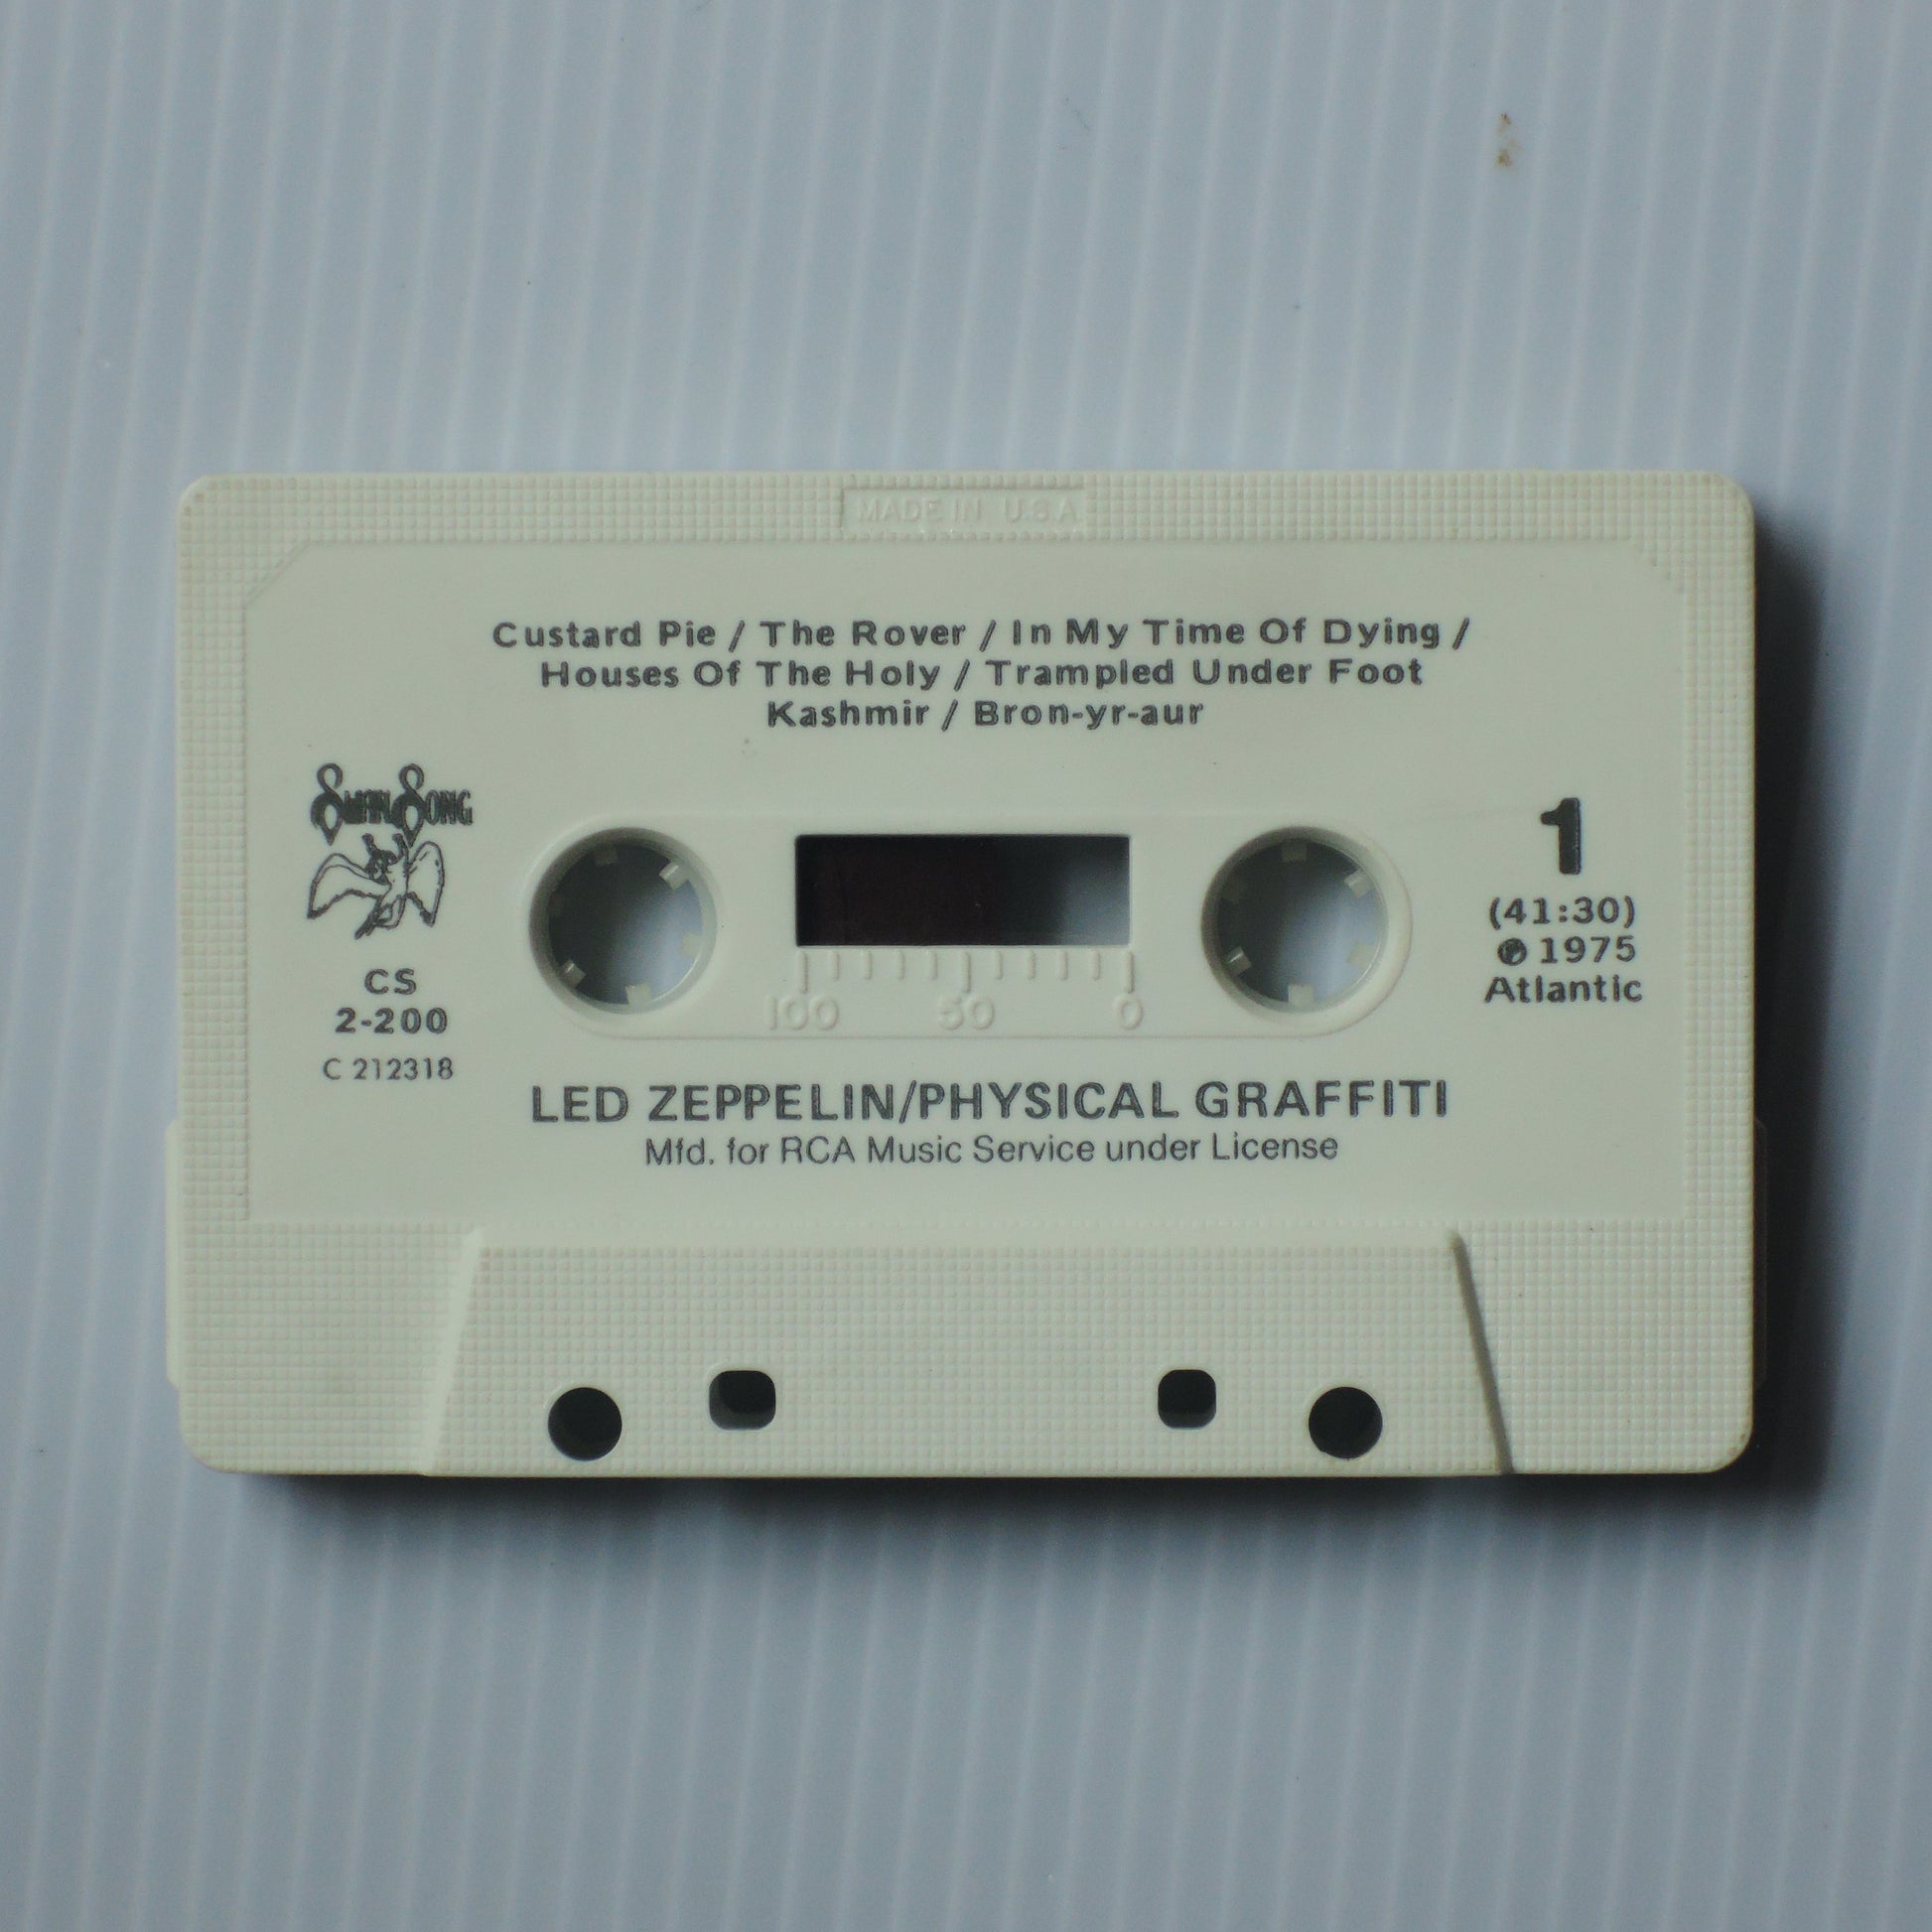 MADE IN U.S.A.
Custard Pie / The Rover / In My Time Of Dying /
Houses Of The Holy / Trampled Under Foot
Kashmir / Bron-yr-aur
SWAN SONG
CS
2-200
C 212318
100 50 0
1
(41:30)
℗ 1975
Atlantic
LED ZEPPELIN/PHYSICAL GRAFFITI
Mfd. for RCA Music Service under License